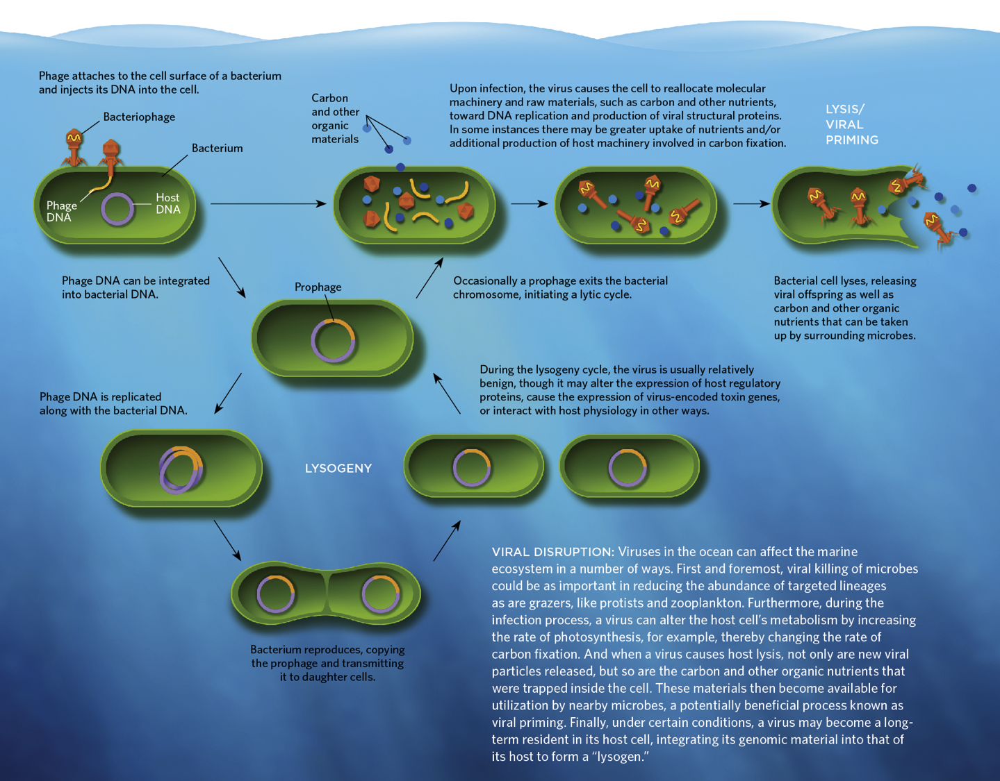 Phage attaches to the cell surface of a bacterium
and injects its DNA into the cell.
Bacteriophage
Bacterium
Phage
DNA
Host
DNA
Carbon
and other
organic
materials
Upon infection, the virus causes the cell to reallocate molecular
machinery and raw materials, such as carbon and other nutrients,
toward DNA replication and production of viral structural proteins.
In some instances there may be greater uptake of nutrients and/or
additional production of host machinery involved in carbon fixation.
LYSIS/
VIRAL
PRIMING
Phage DNA can be integrated
into bacterial DNA.
Prophage
Occasionally a prophage exits the bacterial
chromosome, initiating a lytic cycle.
Bacterial cell lyses, releasing
viral offspring as well as
carbon and other organic
nutrients that can be taken
up by surrounding microbes.
During the lysogeny cycle, the virus is usually relatively
benign, though it may alter the expression of host regulatory
proteins, cause the expression of virus-encoded toxin genes,
or interact with host physiology in other ways.
Phage DNA is replicated
along with the bacterial DNA.
LYSOGENY
Bacterium reproduces, copying
the prophage and transmitting
it to daughter cells.
VIRAL DISRUPTION: Viruses in the ocean can affect the marine
ecosystem in a number of ways. First and foremost, viral killing of microbes
could be as important in reducing the abundance of targeted lineages
as are grazers, like protists and zooplankton. Furthermore, during the
infection process, a virus can alter the host cell's metabolism by increasing
the rate of photosynthesis, for example, thereby changing the rate of
carbon fixation. And when a virus causes host lysis, not only are new viral
particles released, but so are the carbon and other organic nutrients that
were trapped inside the cell. These materials then become available for
utilization by nearby microbes, a potentially beneficial process known as
viral priming. Finally, under certain conditions, a virus may become a long-
term resident in its host cell, integrating its genomic material into that of
its host to form a “lysogen.”